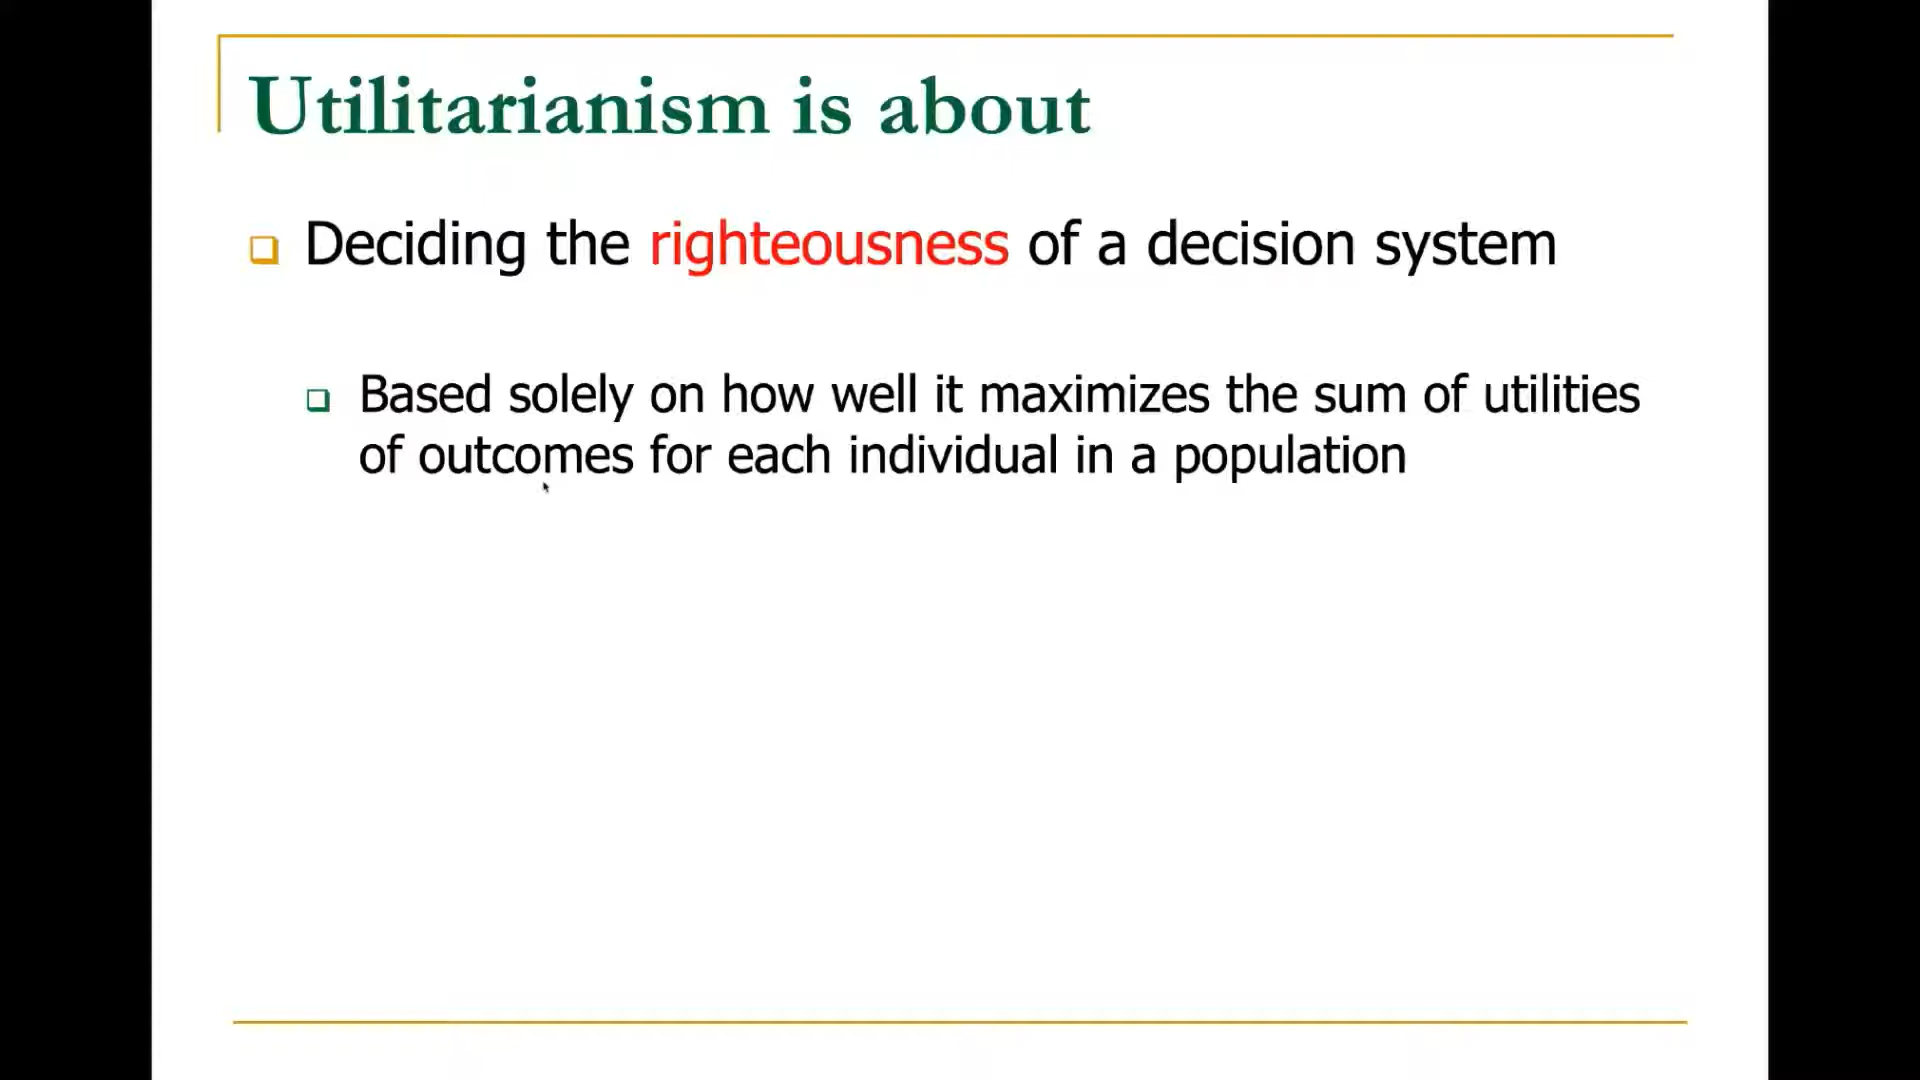 Utilitarianism is about
Deciding the righteousness of a decision system
Based solely on how well it maximizes the sum of utilities
of outcomes for each individual in a population